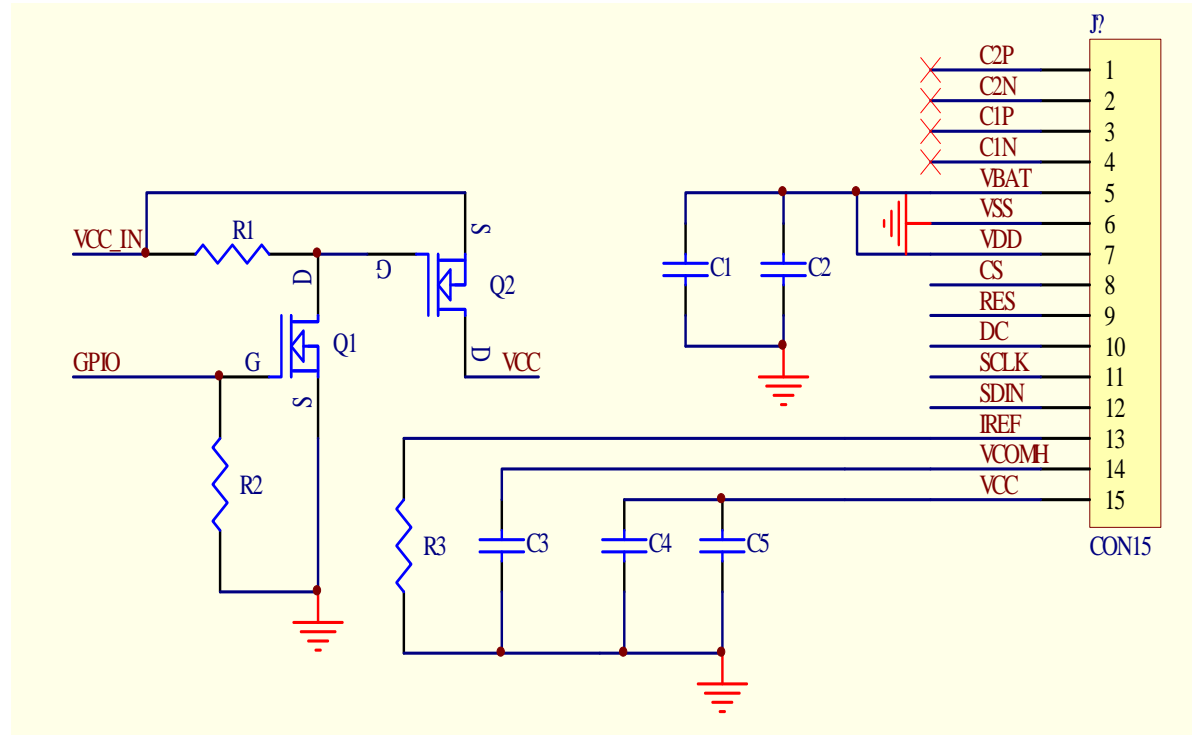 J?
C2P 1
C2N 2
C1P 3
C1N 4
VBAT 5
VSS 6
VDD 7
CS 8
RES 9
DC 10
SCLK 11
SDIN 12
IREF 13
VCOMH 14
VCC 15
CON15
VCC_IN
R1
D
G
S
Q2
D
VCC
GPIO
G
Q1
S
R2
C1
C2
R3
C3
C4
C5